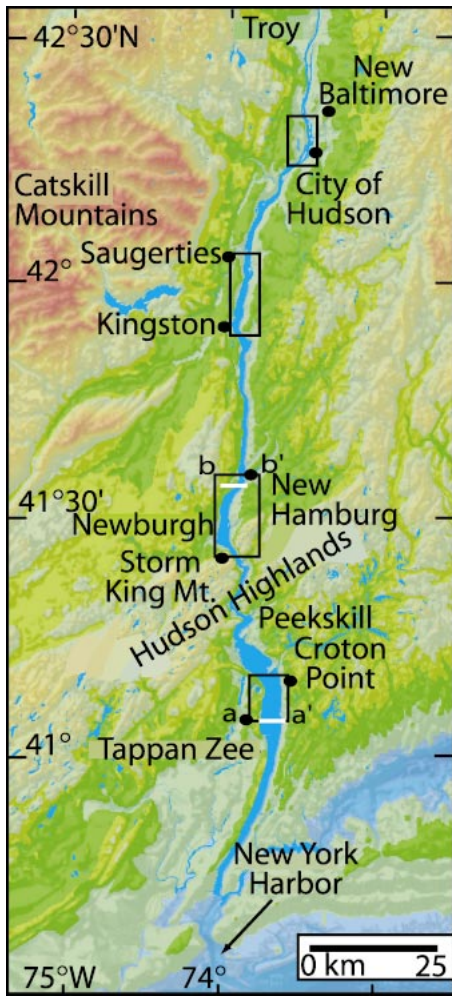 42°30'N
Troy
New
Baltimore
City of
Hudson
Catskill
Mountains
Saugerties
42°
Kingston
b
b'
41°30'
New
Hamburg
Newburgh
Storm
King Mt.
Hudson Highlands
Peekskill
Croton
Point
a
a'
41°
Tappan Zee
New York
Harbor
0 km 25
75°W
74°